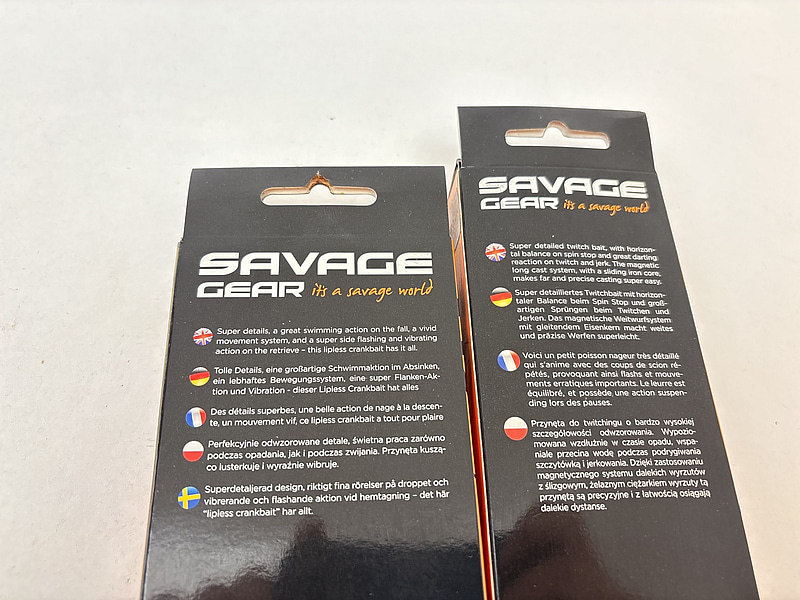 SAVAGE
GEAR it's a savage world
Super details, a great swimming action on the fall, a vivid
movement system, and a super side flashing and vibrating
action on the retrieve – this lipless crankbait has it all.
Tolle Details, eine großartige Schwimmaktion im Absinken,
ein lebhaftes Bewegungssystem, eine super Flanken-Ak-
tion und Vibration - dieser Lipless Crankbait hat alles
Des détails superbes, une belle action de nage à la descen-
te, un mouvement vif, ce lipless crankbait a tout pour plaire
Perfekcyjnie odwzorowane detale, świetna praca zarówno
podczas opadania, jak i podczas zwijania. Przynęta kuszą-
co lusterkuje i wyraźnie wibruje.
Superdetaljerad design, riktigt fina rörelser på droppet och
vibrerande och flashande aktion vid hemtagning – det här
"lipless crankbait" har allt.
SAVAGE
GEAR it's a savage world
Super detailed twitch bait, with horizon-
tal balance on spin stop and great darting
reaction on twitch and jerk. The magnetic
long cast system, with a sliding iron core,
makes far and precise casting super easy.
Super detailliertes Twitchbait mit horizon-
taler Balance beim Spin Stop und groß-
artigen Sprüngen beim Twitchen und
Jerken. Das magnetische Weitwurfsystem
mit gleitendem Eisenkern macht weites
und präzise Werfen superleicht.
Voici un petit poisson nageur très détaillé
qui s'anime avec des coups de scion ré-
pétés, provoquant ainsi flashs et mouve-
ments erratiques importants. Le leurre est
équilibré, et possède, une action suspen-
ding lors des pauses.
Przynęta do twitchingu o bardzo wysokiej
szczegółowości odwzorowania. Wypozio-
mowana wzdłużnie w czasie opadu, wspa-
niale przecina wodę podczas podrygiwania
szczytówką i jerkowania. Dzięki zastosowaniu
magnetycznego systemu dalekich wyrzutów
z ślizgowym, żelaznym ciężarkiem wyrzuty tą
przynętą są precyzyjne i z łatwością osiągają
dalekie dystanse.